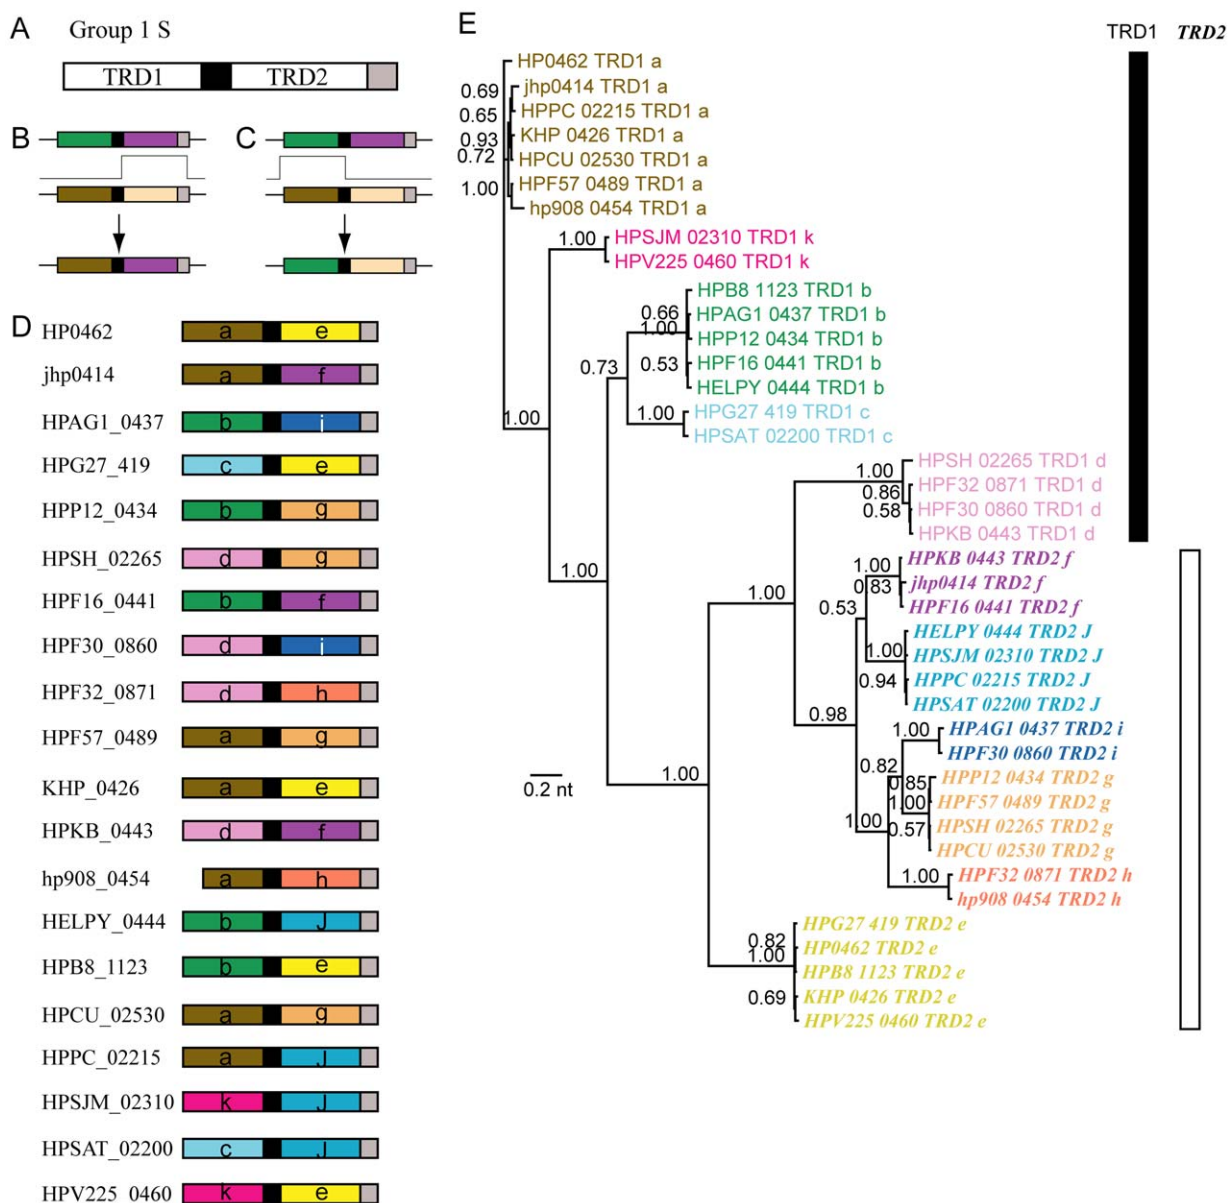 A
Group 1 S
TRD1
TRD2
B
C
D
HP0462
a
e
jhp0414
a
f
HPAG1_0437
b
i
HPG27_419
c
e
HPP12_0434
b
g
HPSH_02265
d
g
HPF16_0441
b
f
HPF30_0860
d
i
HPF32_0871
d
h
HPF57_0489
a
g
KHP_0426
a
e
HPKB_0443
d
f
hp908_0454
a
h
HELPY_0444
b
J
HPB8_1123
b
e
HPCU_02530
a
g
HPPC_02215
a
J
HPSJM_02310
k
J
HPSAT_02200
c
J
HPV225_0460
k
e
E
TRD1
TRD2
HP0462 TRD1 a
jhp0414 TRD1 a
HPPC 02215 TRD1 a
KHP 0426 TRD1 a
HPCU 02530 TRD1 a
HPF57 0489 TRD1 a
hp908 0454 TRD1 a
0.69
0.65
0.93
0.72
1.00
HPSJM 02310 TRD1 k
HPV225 0460 TRD1 k
1.00
HPB8 1123 TRD1 b
HPAG1 0437 TRD1 b
HPP12 0434 TRD1 b
HPF16 0441 TRD1 b
HELPY 0444 TRD1 b
0.66
1.00
0.53
0.73
HPG27 419 TRD1 c
HPSAT 02200 TRD1 c
1.00
1.00
HPSH 02265 TRD1 d
HPF32 0871 TRD1 d
HPF30 0860 TRD1 d
HPKB 0443 TRD1 d
1.00
0.86
0.58
1.00
1.00
HPKB 0443 TRD2 f
jhp0414 TRD2 f
HPF16 0441 TRD2 f
1.00
0.83
0.53
HELPY 0444 TRD2 J
HPSJM 02310 TRD2 J
HPPC 02215 TRD2 J
HPSAT 02200 TRD2 J
1.00
0.94
0.98
HPAG1 0437 TRD2 i
HPF30 0860 TRD2 i
1.00
0.82
HPP12 0434 TRD2 g
HPF57 0489 TRD2 g
HPSH 02265 TRD2 g
HPCU 02530 TRD2 g
0.85
1.00
0.57
1.00
HPF32 0871 TRD2 h
hp908 0454 TRD2 h
1.00
1.00
0.2 nt
HPG27 419 TRD2 e
HP0462 TRD2 e
HPB8 1123 TRD2 e
KHP 0426 TRD2 e
HPV225 0460 TRD2 e
0.82
1.00
0.69